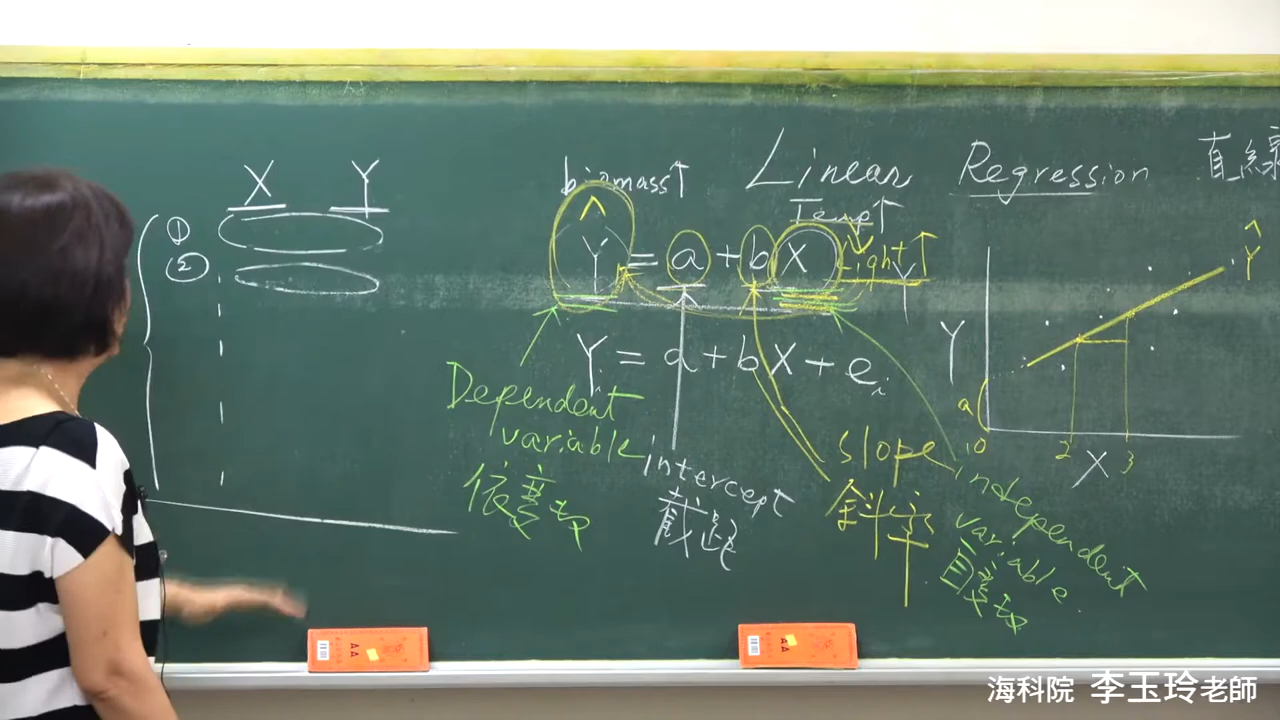 Linear Regression 直線
X Y
①
②
biomass↑
Temp↑
Light↑
Ŷ = a + bX
Y
Yᵢ = a + bX + eᵢ
Dependent
variable
依變數
intercept
截距
slope
斜率
independent
variable
自變數
Ŷ
Y
a
0 2 3
X
海科院 李玉玲老師